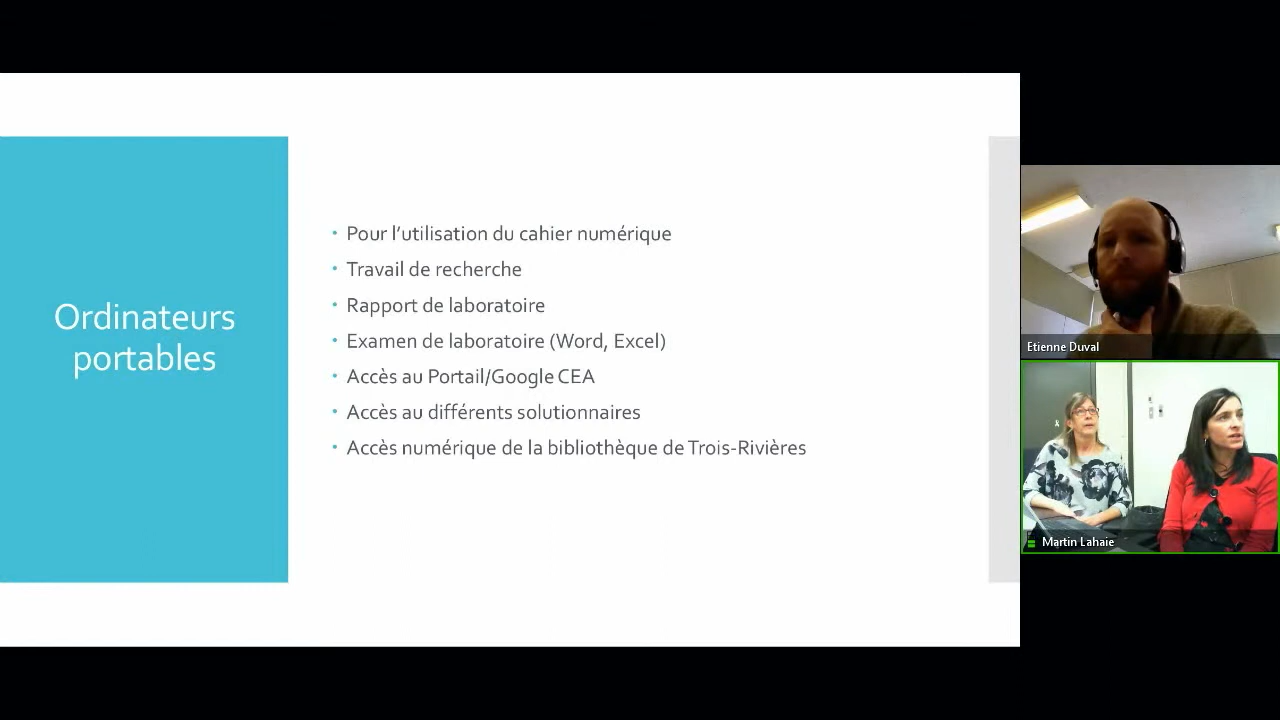 Ordinateurs
portables
Pour l'utilisation du cahier numérique
Travail de recherche
Rapport de laboratoire
Examen de laboratoire (Word, Excel)
Accès au Portail/Google CEA
Accès au différents solutionnaires
Accès numérique de la bibliothèque de Trois-Rivières
Etienne Duval
Martin Lahaie